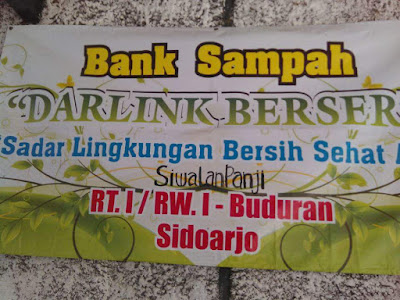 Bank Sampah
"DARLINK BERSER
"Sadar Lingkungan Bersih Sehat
SiwalanPanji
RT. I / RW. I - Buduran
Sidoarjo